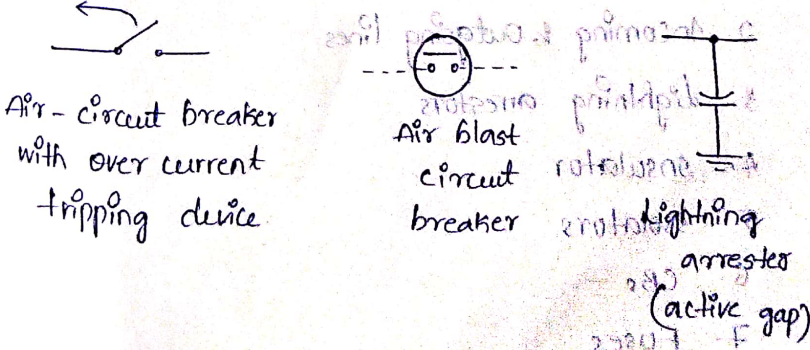 Air-circuit breaker
with over current
tripping device
Air blast
circuit
breaker
Lightning
arrester
(active gap)